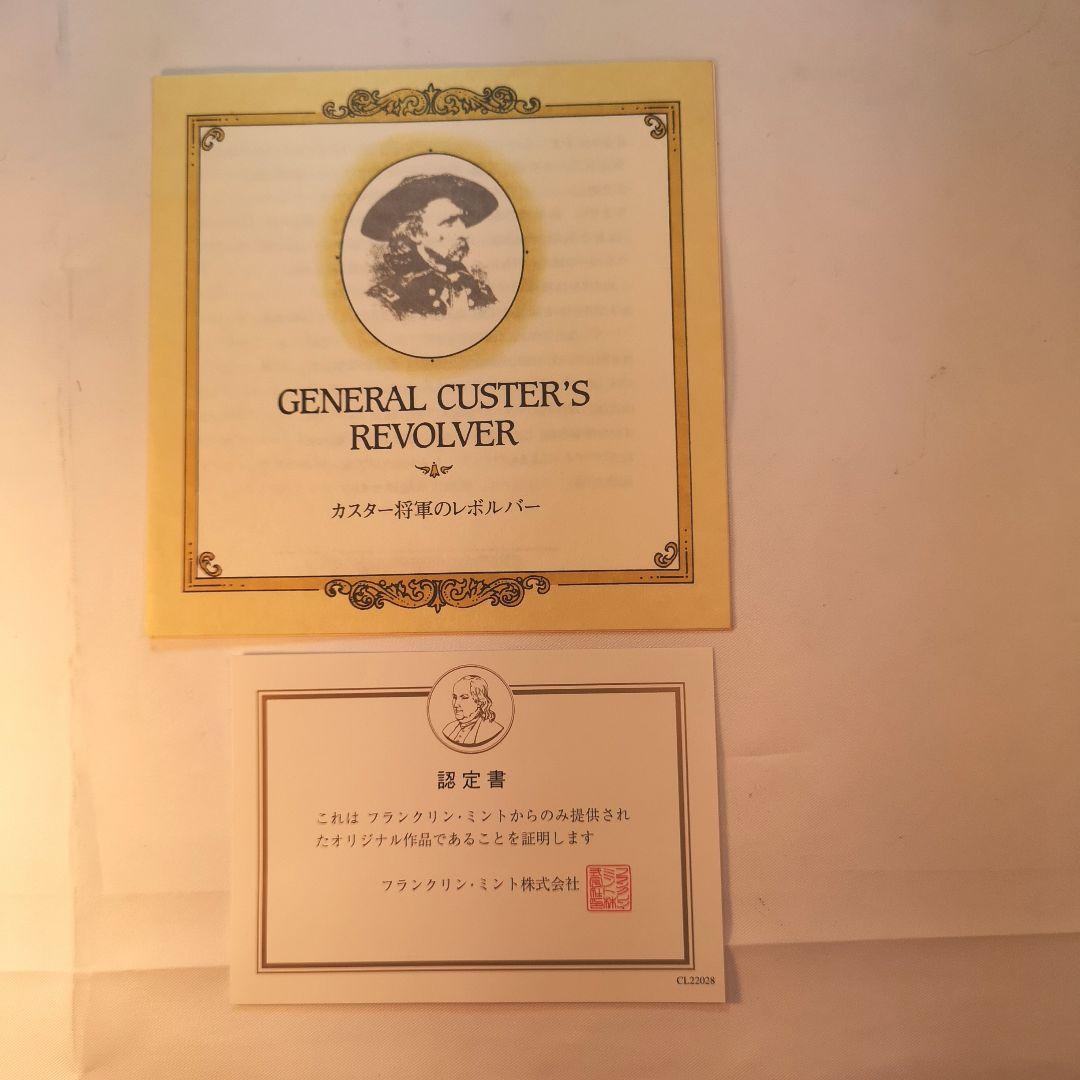 GENERAL CUSTER'S
REVOLVER
カスター将軍のレボルバー
認定書
これは フランクリン・ミントからのみ提供され
たオリジナル作品であることを証明します
フランクリン・ミント株式会社
CL22028